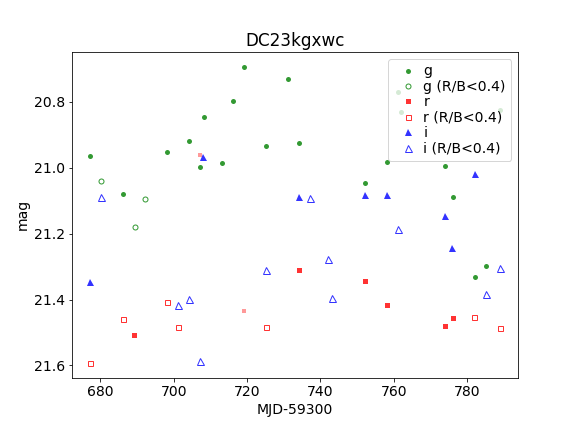 DC23kgxwc
g
g (R/B<0.4)
r
r (R/B<0.4)
i
i (R/B<0.4)
mag
20.8
21.0
21.2
21.4
21.6
680
700
720
740
760
780
MJD-59300